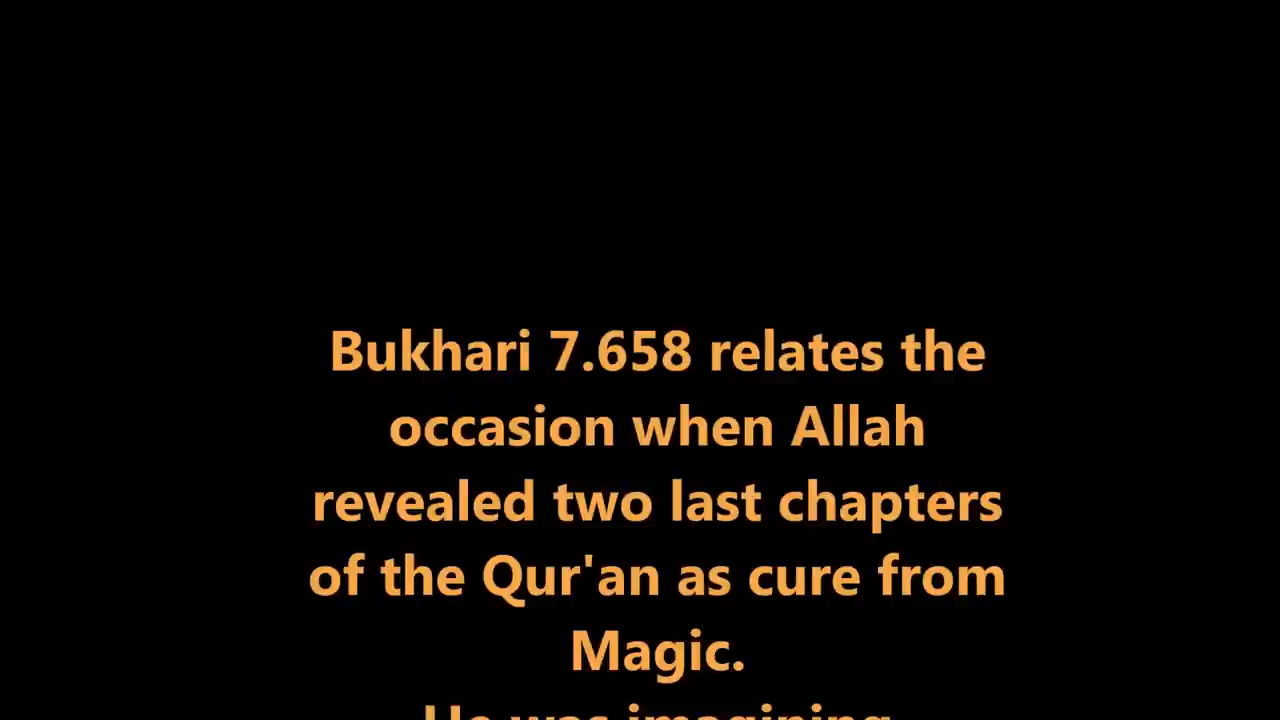 Bukhari 7.658 relates the
occasion when Allah
revealed two last chapters
of the Qur'an as cure from
Magic.
He was imagining